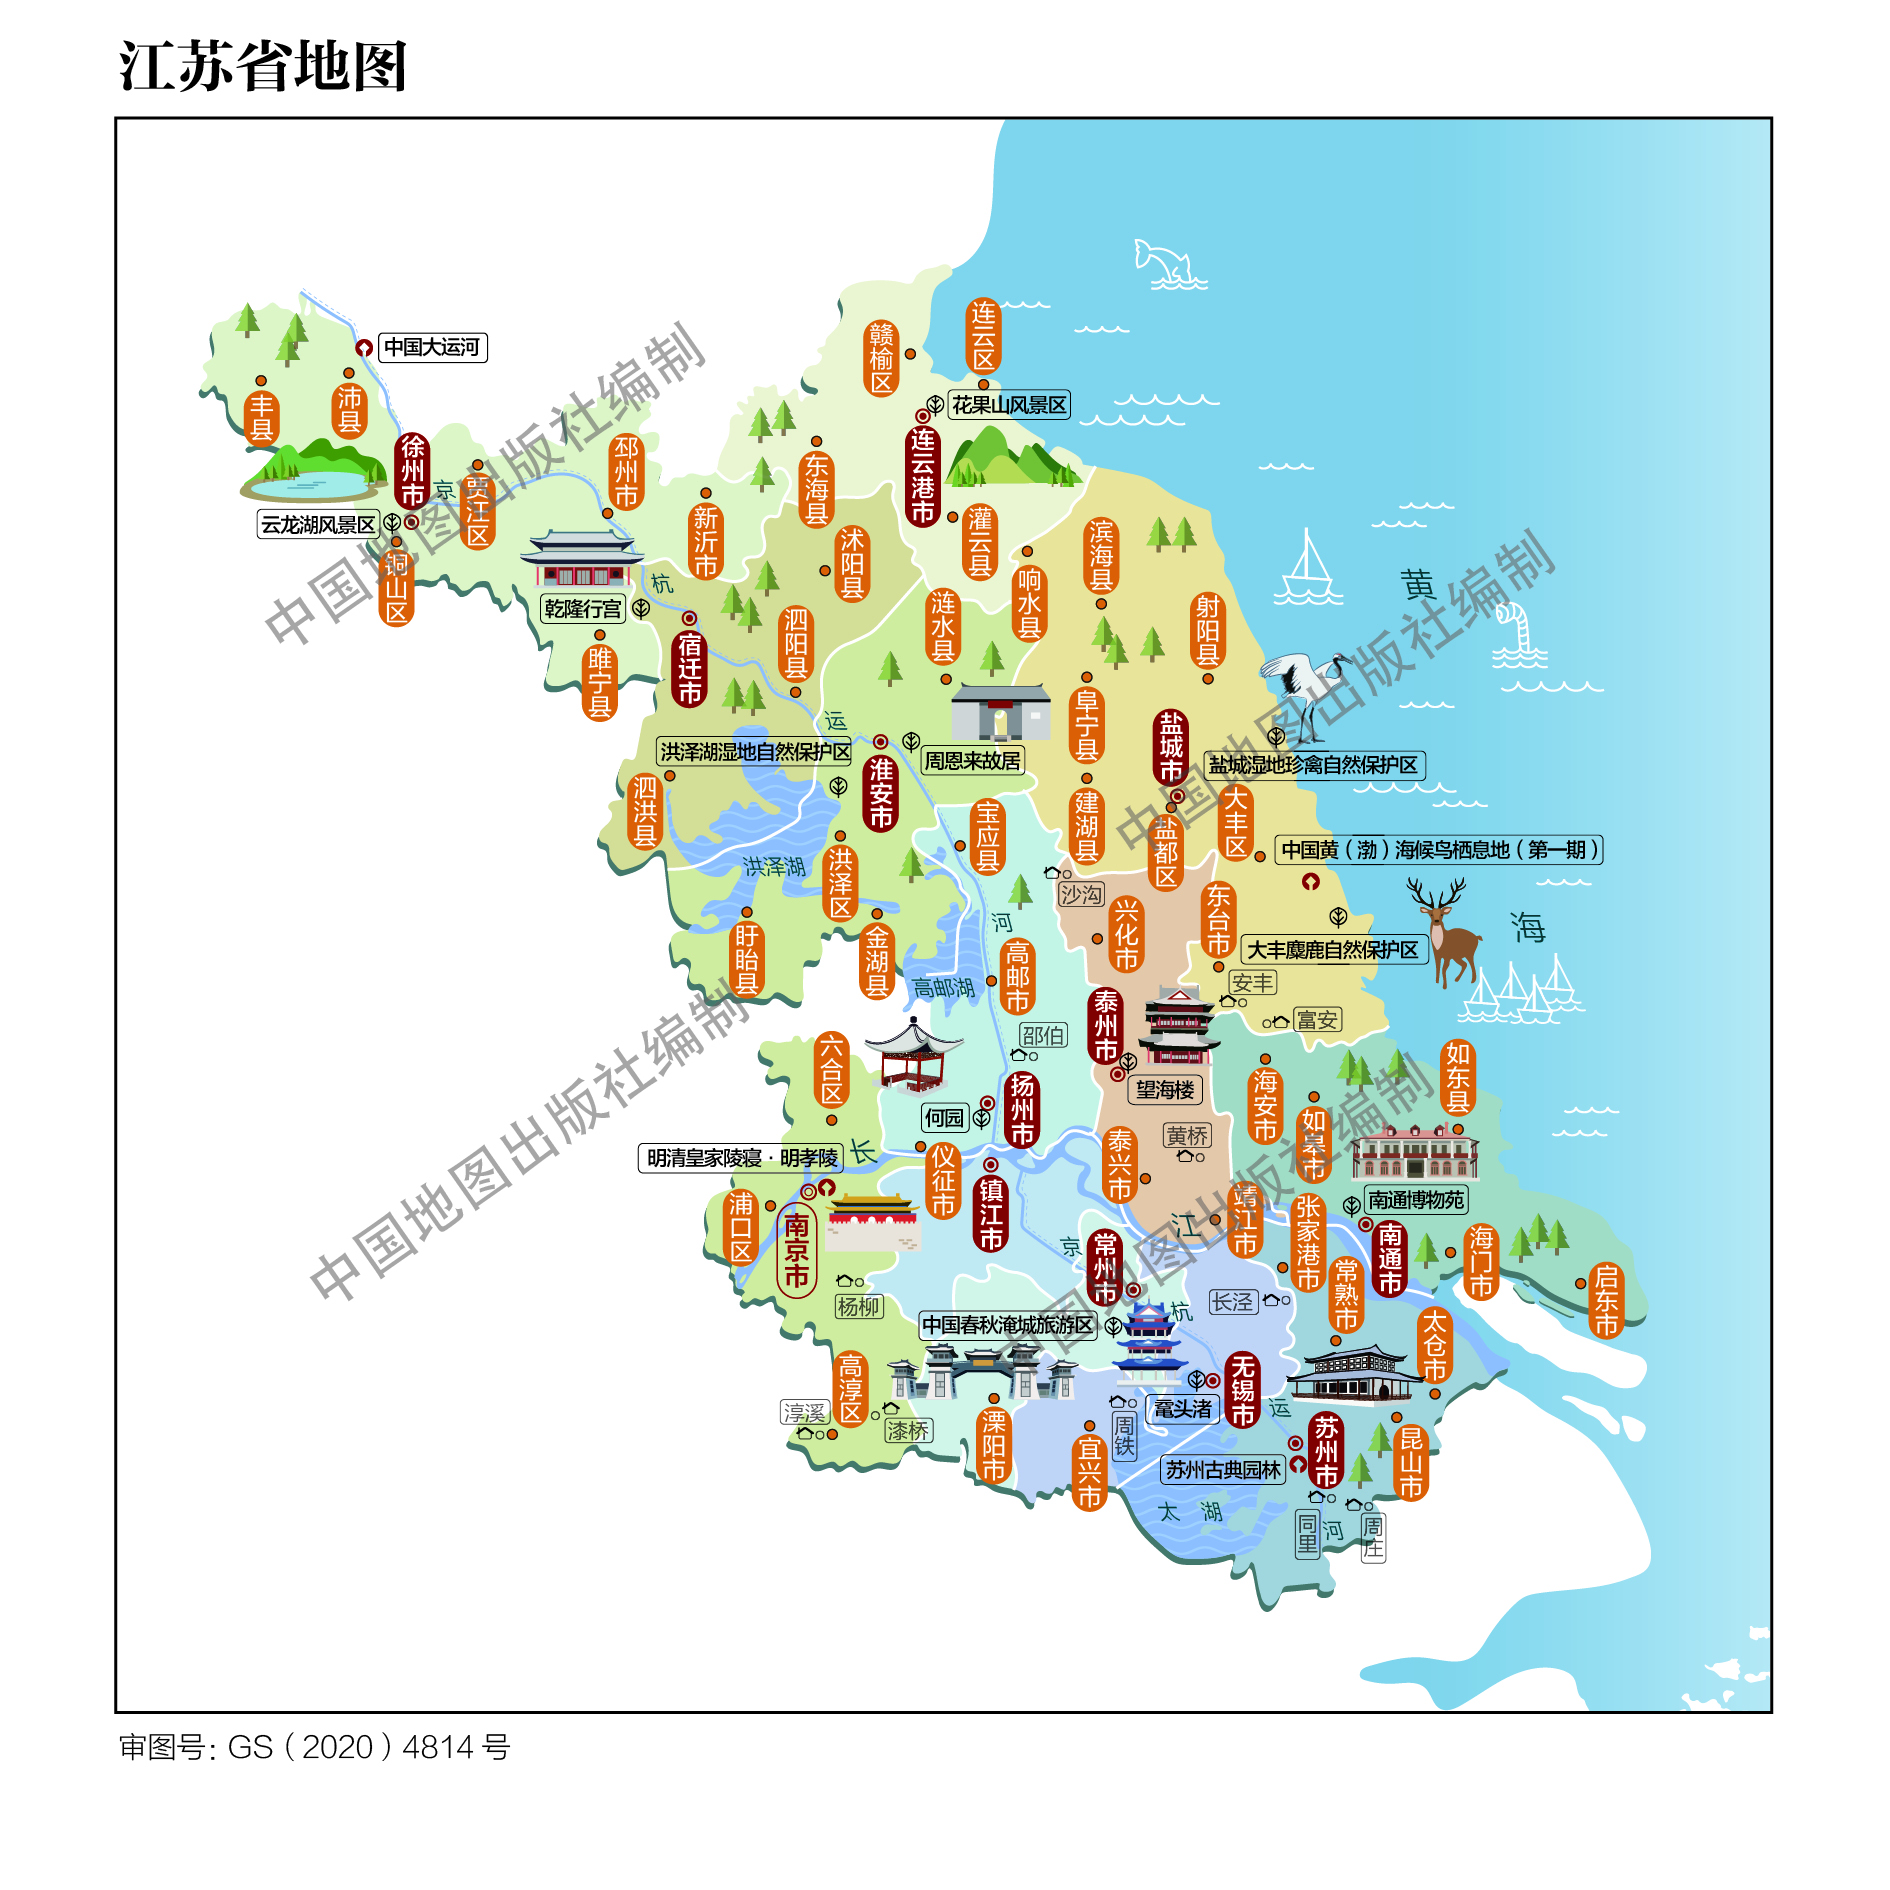 江苏省地图
中国大运河
丰县
沛县
徐州市
京
贾汪区
邳州市
云龙湖风景区
铜山区
新沂市
乾隆行宫
杭
睢宁县
宿迁市
赣榆区
连云区
花果山风景区
连云港市
东海县
灌云县
沭阳县
响水县
滨海县
涟水县
泗阳县
射阳县
黄
运
洪泽湖湿地自然保护区
淮安市
周恩来故居
阜宁县
盐城市
盐城湿地珍禽自然保护区
泗洪县
宝应县
建湖县
盐都区
大丰区
中国黄（渤）海候鸟栖息地（第一期）
洪泽湖
洪泽区
沙沟
兴化市
东台市
海
河
盱眙县
金湖县
高邮湖
高邮市
大丰麋鹿自然保护区
安丰
富安
邵伯
泰州市
望海楼
六合区
何园
扬州市
海安市
如皋市
如东县
黄桥
泰兴市
明清皇家陵寝·明孝陵
长
仪征市
镇江市
浦口区
南京市
江
靖江市
张家港市
南通博物苑
南通市
海门市
启东市
京
常州市
杨柳
长泾
常熟市
太仓市
中国春秋淹城旅游区
杭
高淳区
淳溪
漆桥
溧阳市
宜兴市
周铁
鼋头渚
无锡市
运
苏州古典园林
苏州市
昆山市
太湖
同里
河
周庄
中国地图出版社编制
中国地图出版社编制
中国地图出版社编制
中国地图出版社编制
审图号：GS（2020）4814号